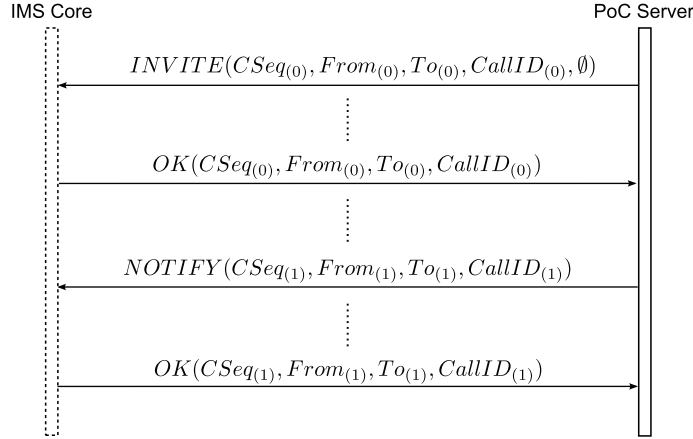 IMS Core PoC Server
INVITE(CSeq(0), From(0), To(0), CallID(0), ∅)
OK(CSeq(0), From(0), To(0), CallID(0))
NOTIFY(CSeq(1), From(1), To(1), CallID(1))
OK(CSeq(1), From(1), To(1), CallID(1))